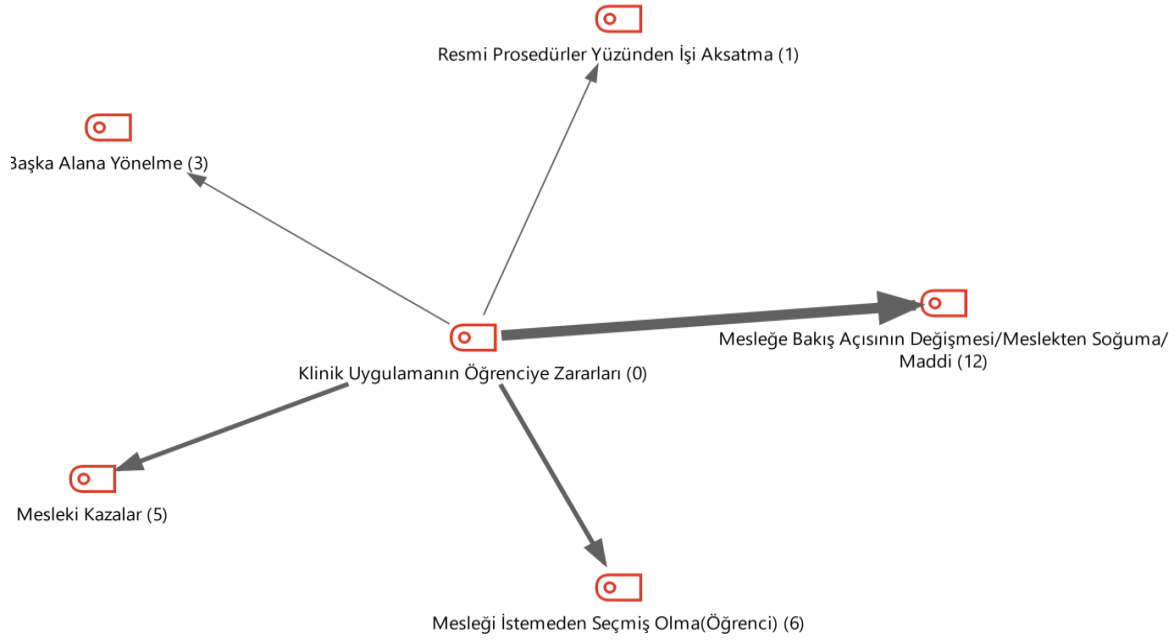 Resmi Prosedürler Yüzünden İşi Aksatma (1)
Başka Alana Yönelme (3)
Mesleğe Bakış Açısının Değişmesi/Meslekten Soğuma/
Maddi (12)
Klinik Uygulamanın Öğrenciye Zararları (0)
Mesleki Kazalar (5)
Mesleği İstemeden Seçmiş Olma(Öğrenci) (6)